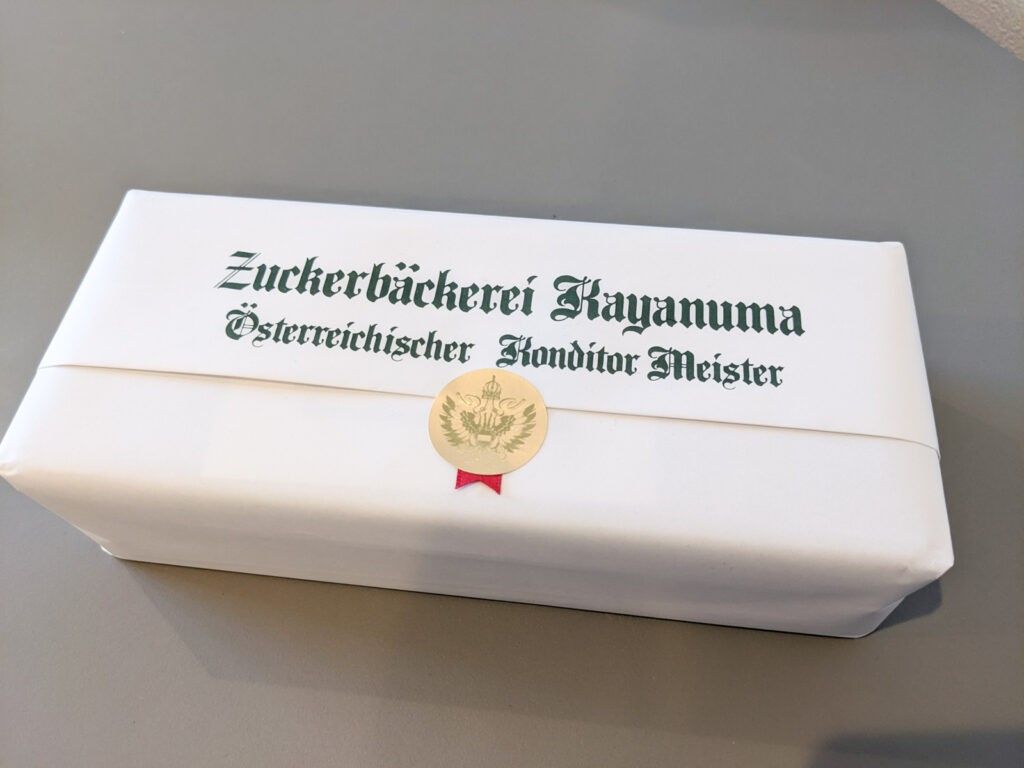 Zuckerbäckerei Kayanuma
Österreichischer Konditor Meister